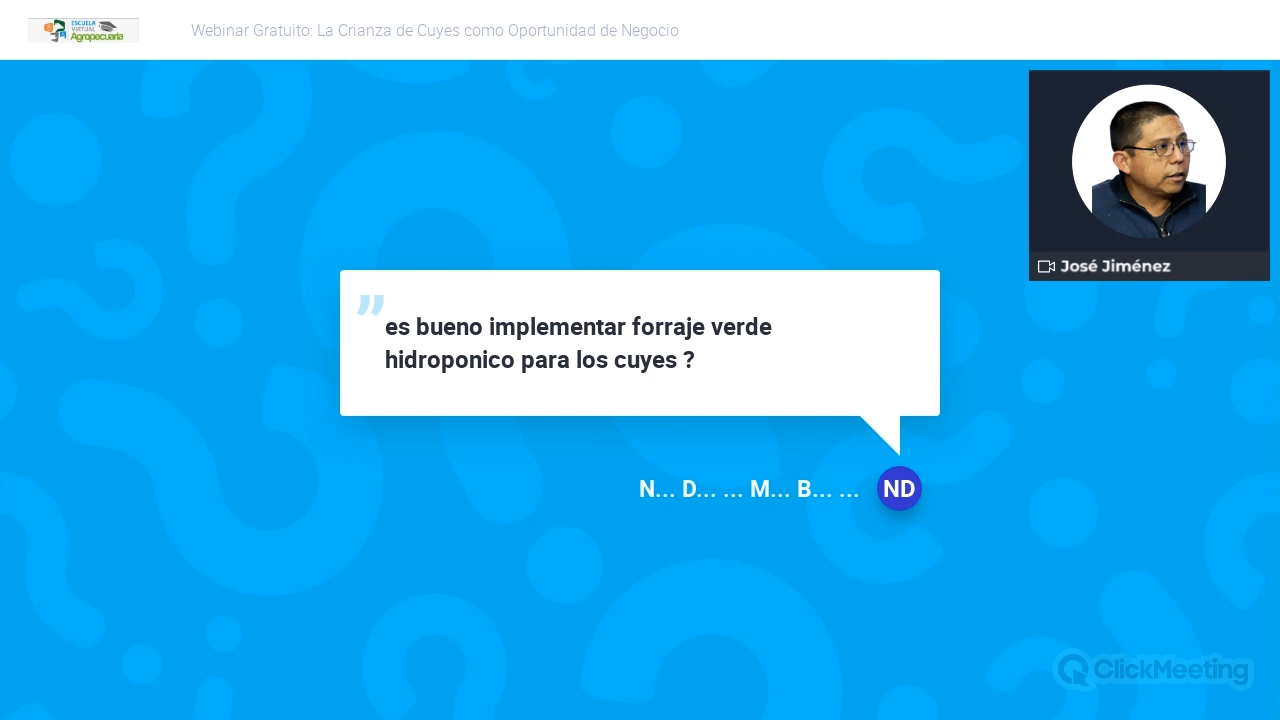 ESCUELA
VIRTUAL
Agropecuaria
Webinar Gratuito: La Crianza de Cuyes como Oportunidad de Negocio
José Jiménez
es bueno implementar forraje verde
hidroponico para los cuyes ?
N... D... ... M... B... ...
ND
ClickMeeting